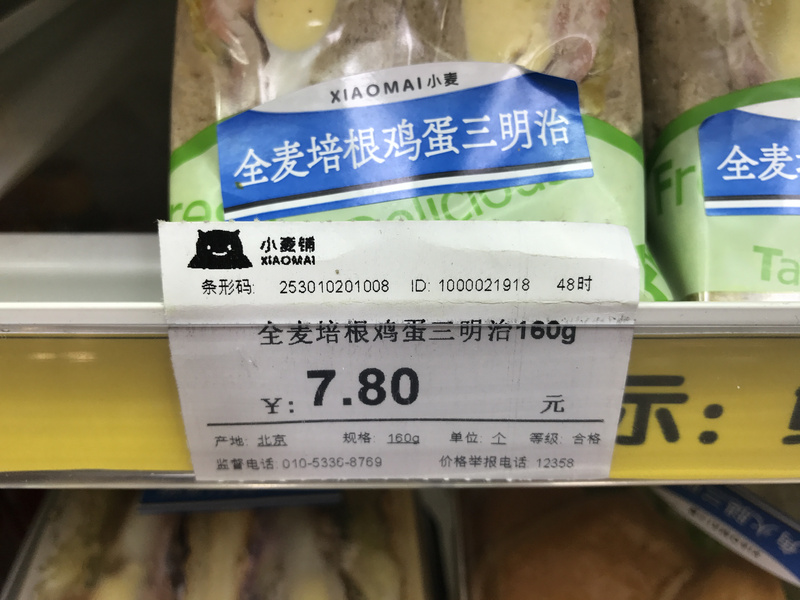 XIAOMAI小麦
全麦培根鸡蛋三明治
全麦
Delicious
Fr
Ta
小麦铺
XIAOMAI
条形码: 253010201008 ID: 1000021918 48时
全麦培根鸡蛋三明治160g
¥: 7.80 元
示:
产地: 北京 规格: 160g 单位: 个 等级: 合格
监督电话: 010-5336-8769 价格举报电话: 12358